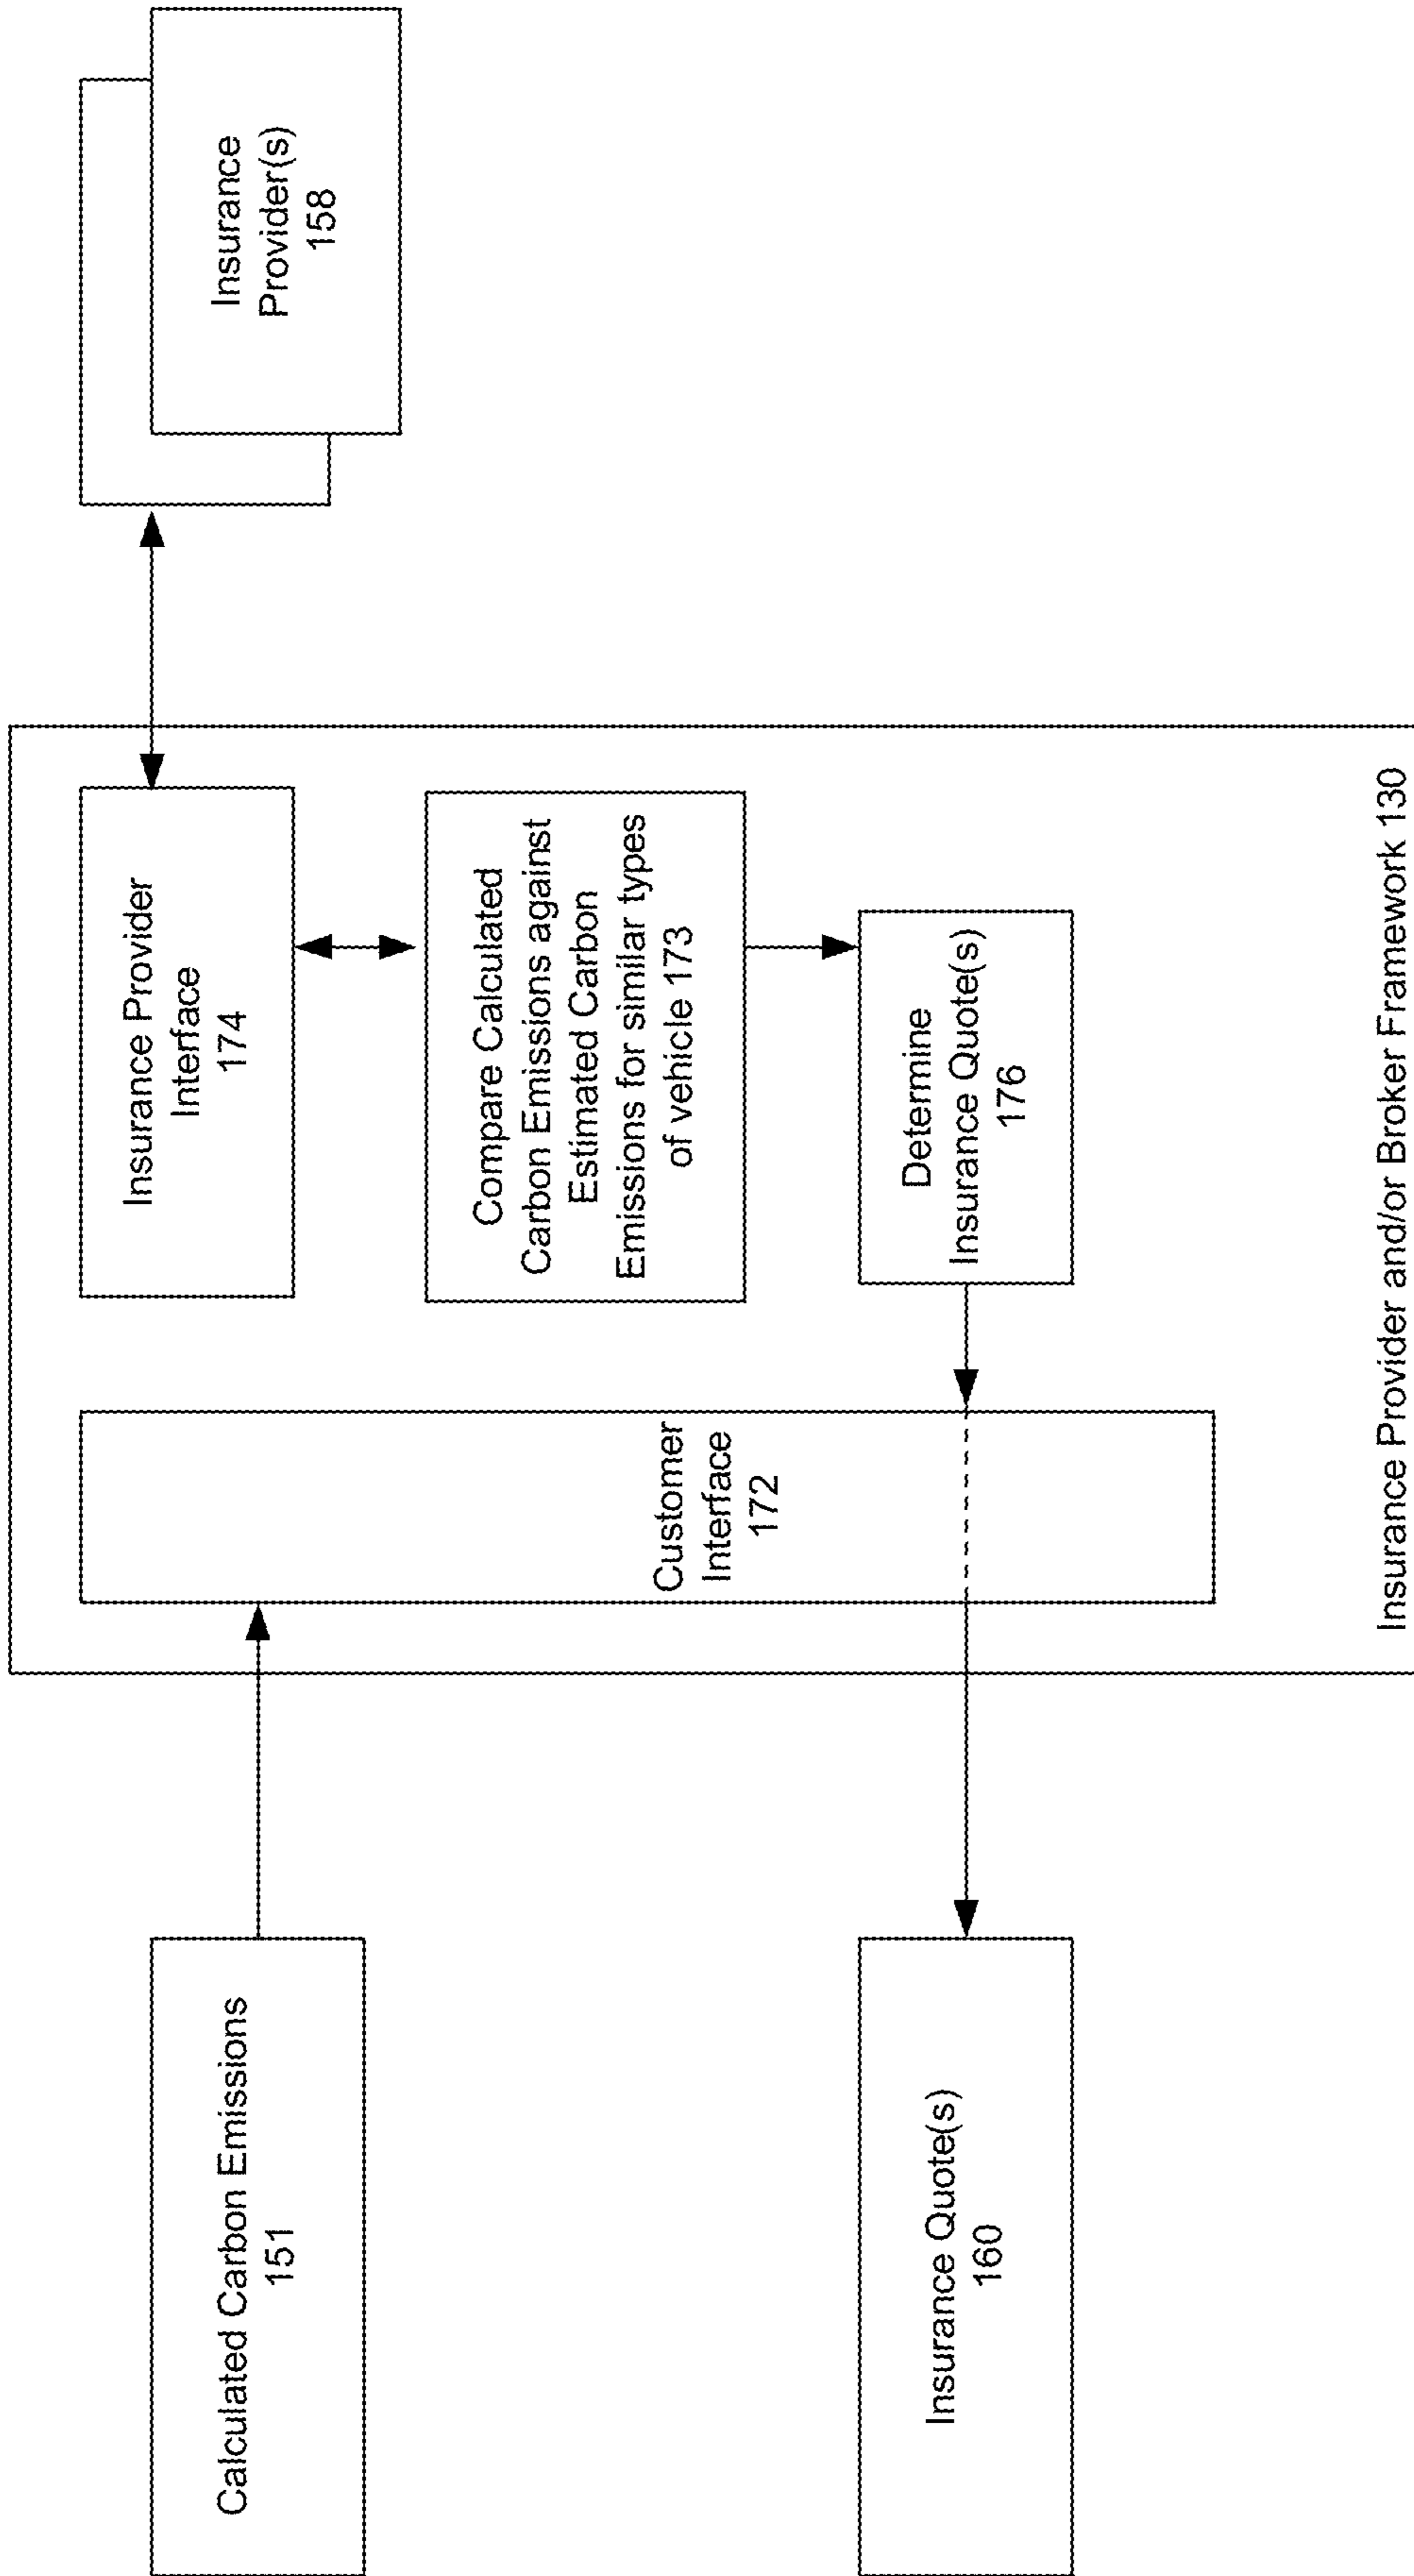 Calculated Carbon Emissions
151
Insurance Quote(s)
160
Customer
Interface
172
Insurance Provider
Interface
174
Compare Calculated
Carbon Emissions against
Estimated Carbon
Emissions for similar types
of vehicle 173
Determine
Insurance Quote(s)
176
Insurance Provider and/or Broker Framework 130
Insurance
Provider(s)
158